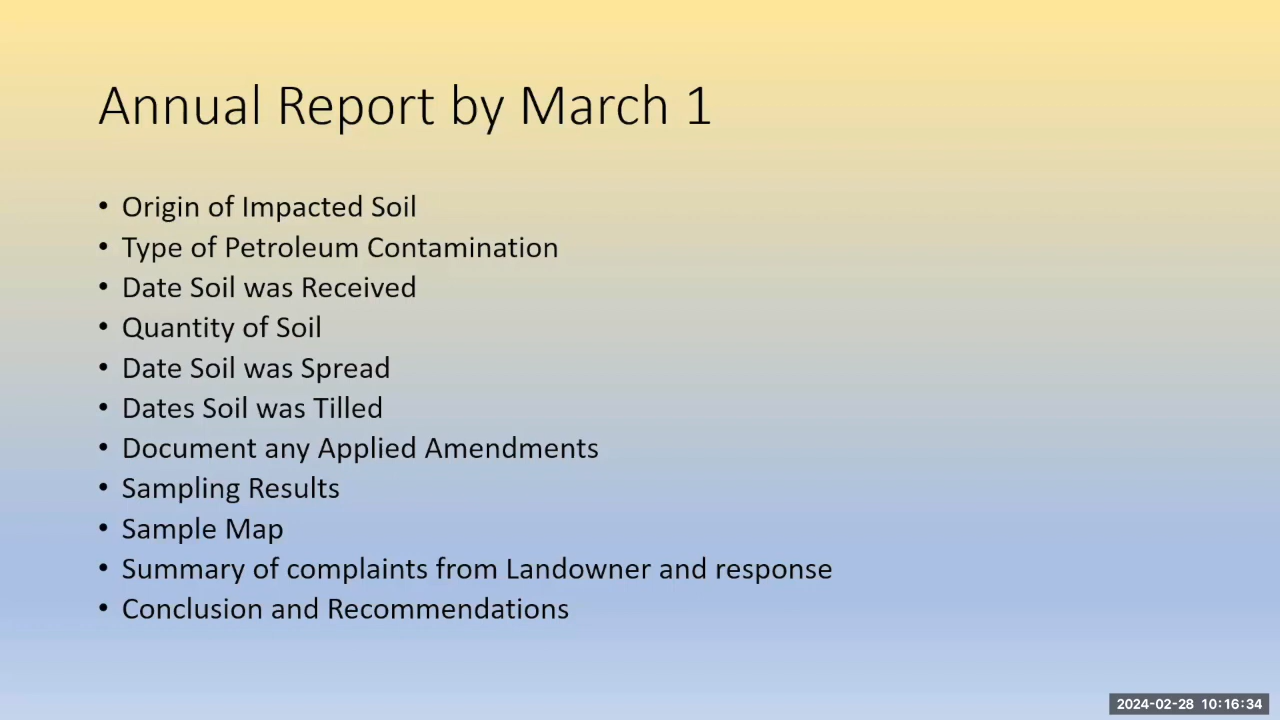 Annual Report by March 1
• Origin of Impacted Soil
• Type of Petroleum Contamination
• Date Soil was Received
• Quantity of Soil
• Date Soil was Spread
• Dates Soil was Tilled
• Document any Applied Amendments
• Sampling Results
• Sample Map
• Summary of complaints from Landowner and response
• Conclusion and Recommendations
2024-02-28 10:16:34